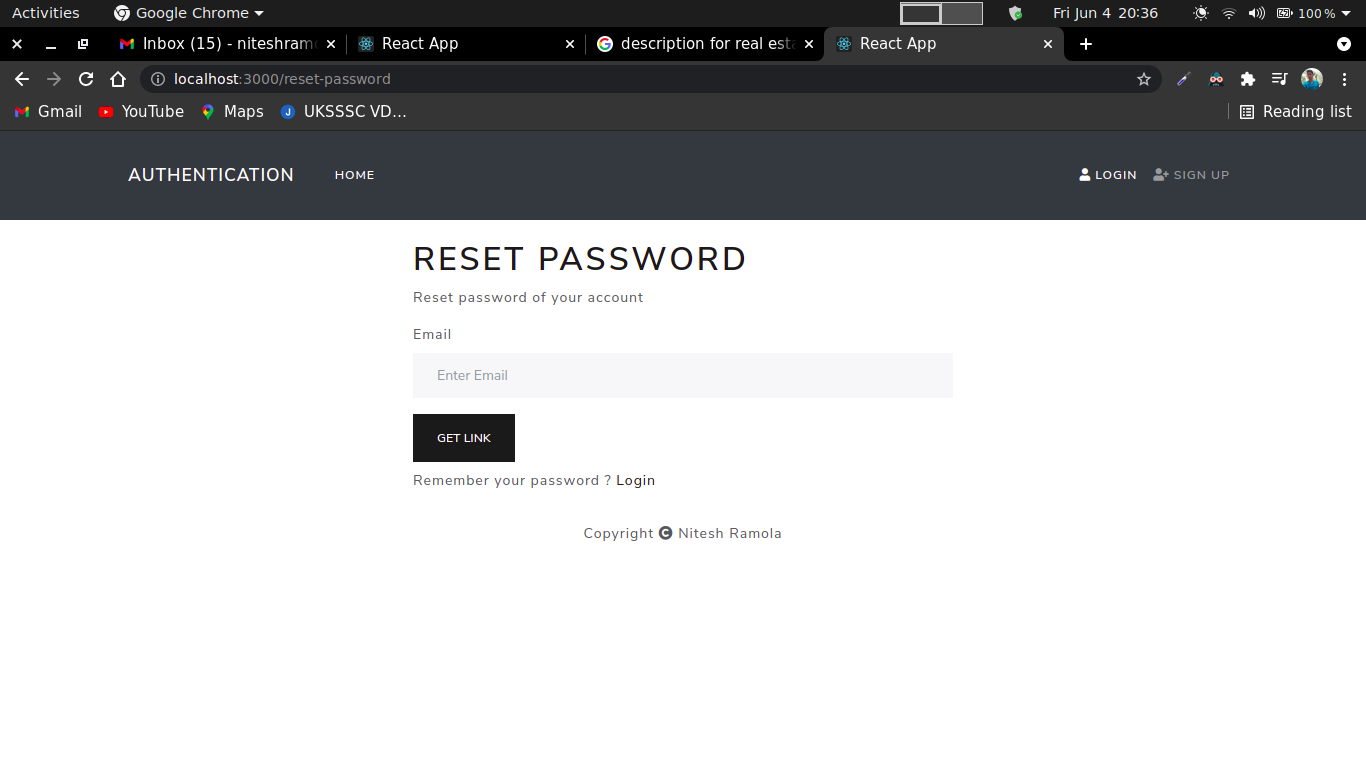 Activities Google Chrome Fri Jun 4 20:36 100%
Inbox (15) - niteshramo React App description for real esta React App
localhost:3000/reset-password
Gmail YouTube Maps J UKSSSC VD... Reading list
AUTHENTICATION HOME LOGIN SIGN UP
RESET PASSWORD
Reset password of your account
Email
Enter Email
GET LINK
Remember your password ? Login
Copyright Nitesh Ramola